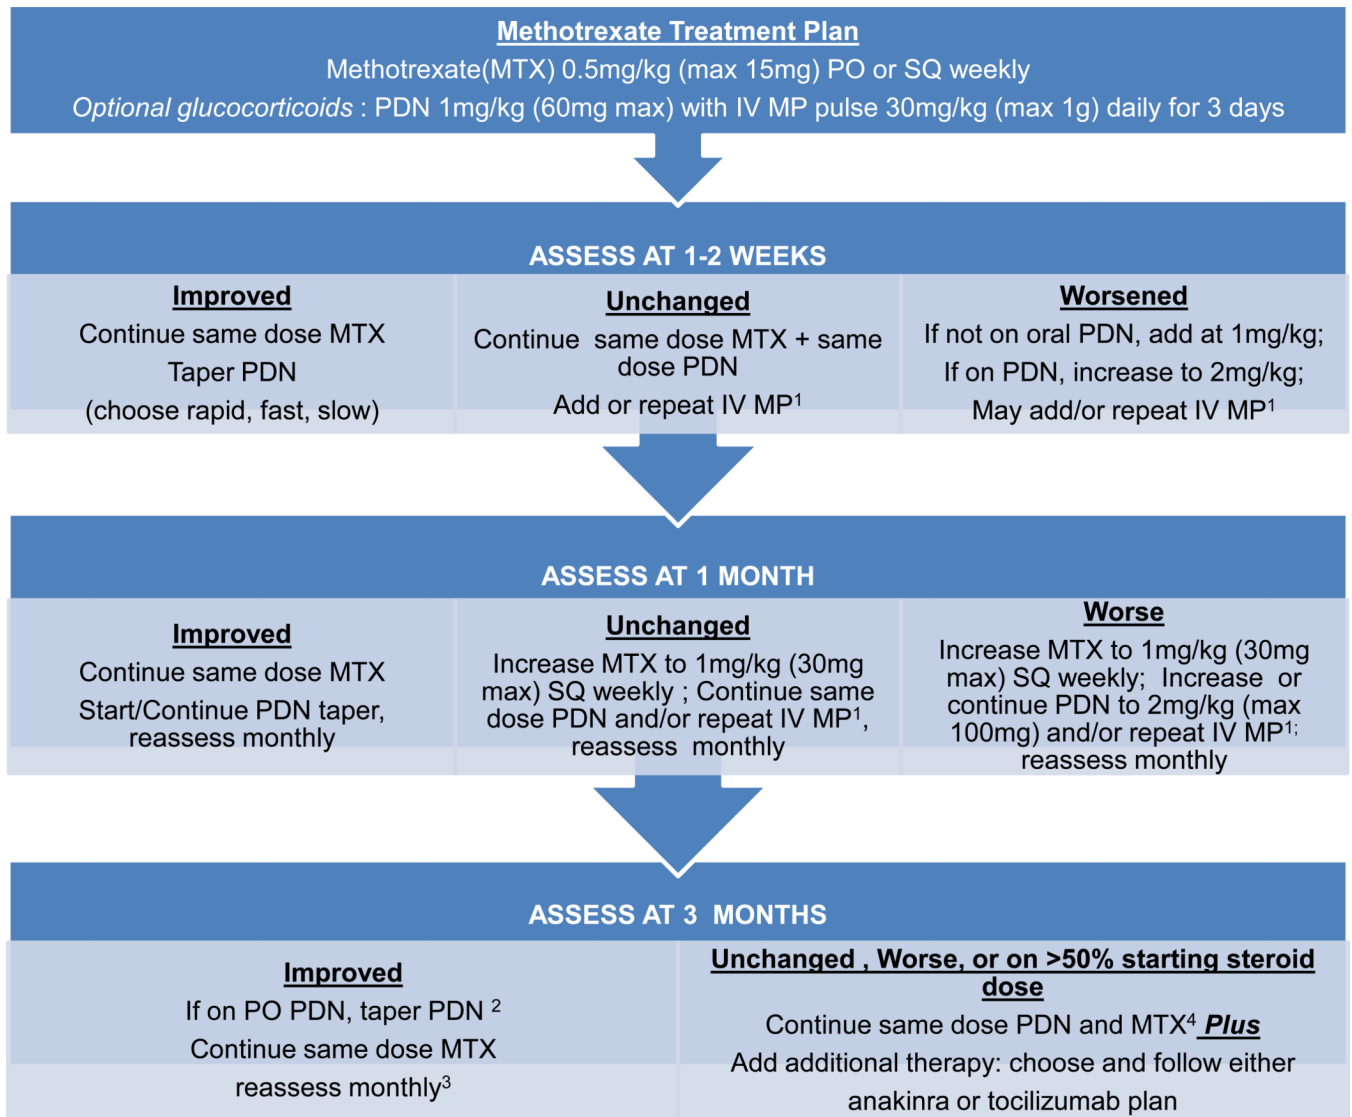 Methotrexate Treatment Plan
Methotrexate(MTX) 0.5mg/kg (max 15mg) PO or SQ weekly
Optional glucocorticoids : PDN 1mg/kg (60mg max) with IV MP pulse 30mg/kg (max 1g) daily for 3 days
ASSESS AT 1-2 WEEKS
Improved
Continue same dose MTX
Taper PDN
(choose rapid, fast, slow)
Unchanged
Continue same dose MTX + same
dose PDN
Add or repeat IV MP¹
Worsened
If not on oral PDN, add at 1mg/kg;
If on PDN, increase to 2mg/kg;
May add/or repeat IV MP¹
ASSESS AT 1 MONTH
Improved
Continue same dose MTX
Start/Continue PDN taper,
reassess monthly
Unchanged
Increase MTX to 1mg/kg (30mg
max) SQ weekly ; Continue same
dose PDN and/or repeat IV MP¹,
reassess monthly
Worse
Increase MTX to 1mg/kg (30mg
max) SQ weekly; Increase or
continue PDN to 2mg/kg (max
100mg) and/or repeat IV MP¹;
reassess monthly
ASSESS AT 3 MONTHS
Improved
If on PO PDN, taper PDN ²
Continue same dose MTX
reassess monthly³
Unchanged , Worse, or on >50% starting steroid
dose
Continue same dose PDN and MTX⁴ Plus
Add additional therapy: choose and follow either
anakinra or tocilizumab plan